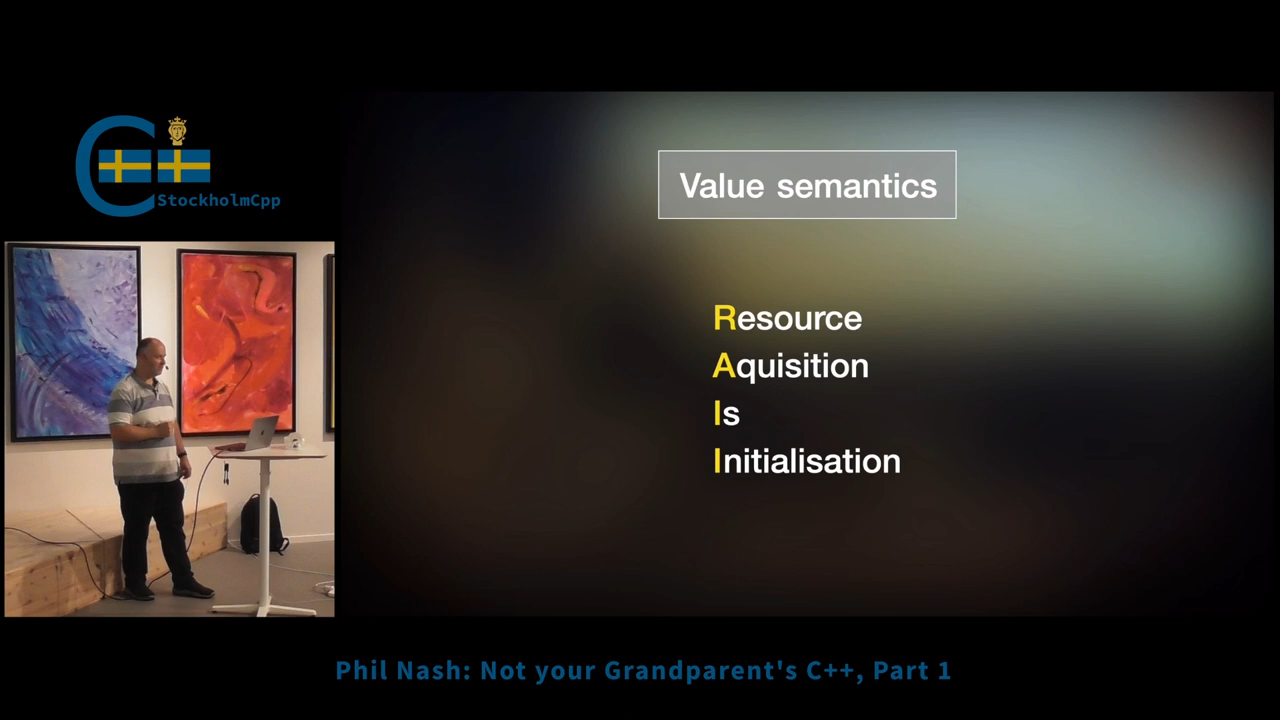 StockholmCpp
Value semantics
Resource
Aquisition
Is
Initialisation
Phil Nash: Not your Grandparent's C++, Part 1